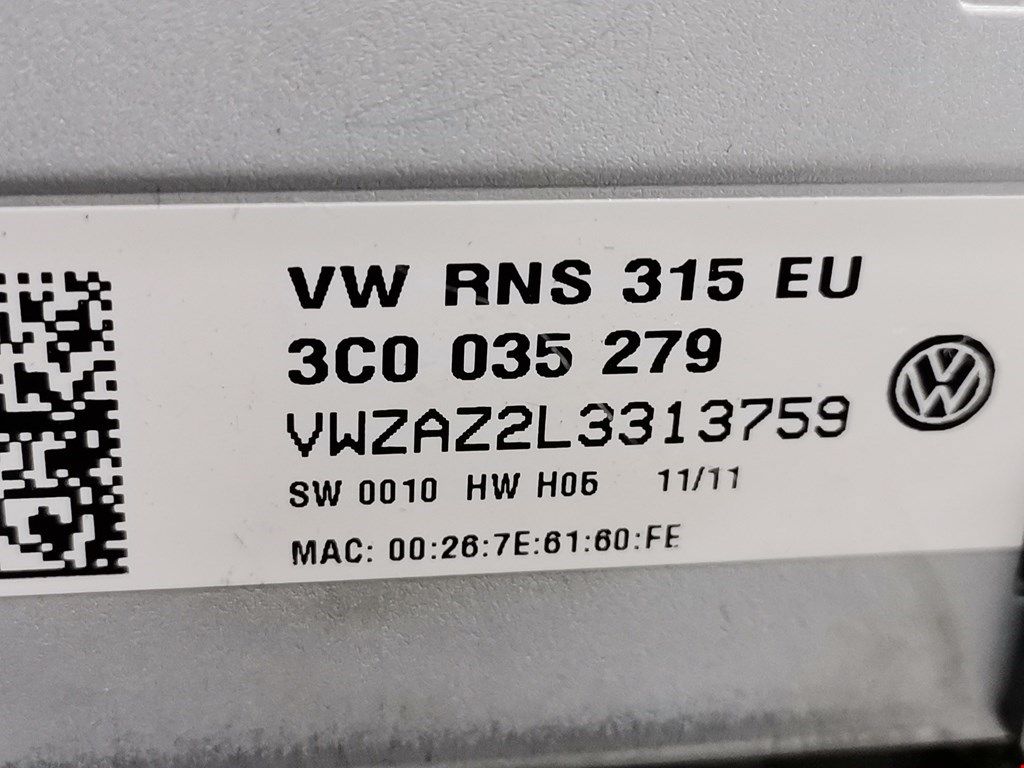 VW RNS 315 EU
3C0 035 279
VWZAZ2L3313759
SW 0010 HW H06 11/11
MAC: 00:26:7E:61:60:FE